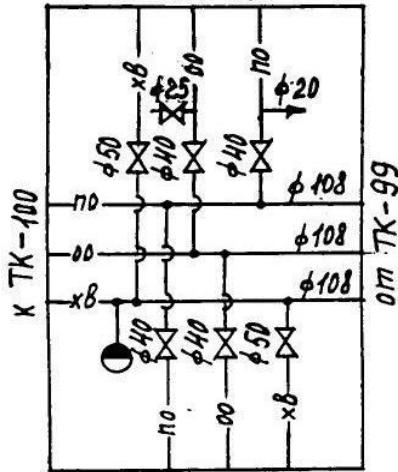 хв
оо
по
ф25
ф20
ф50
ф40
ф40
по
ф108
оо
ф108
хв
ф108
к ТК-100
от ТК-99
ф40
ф40
ф50
по
оо
хв